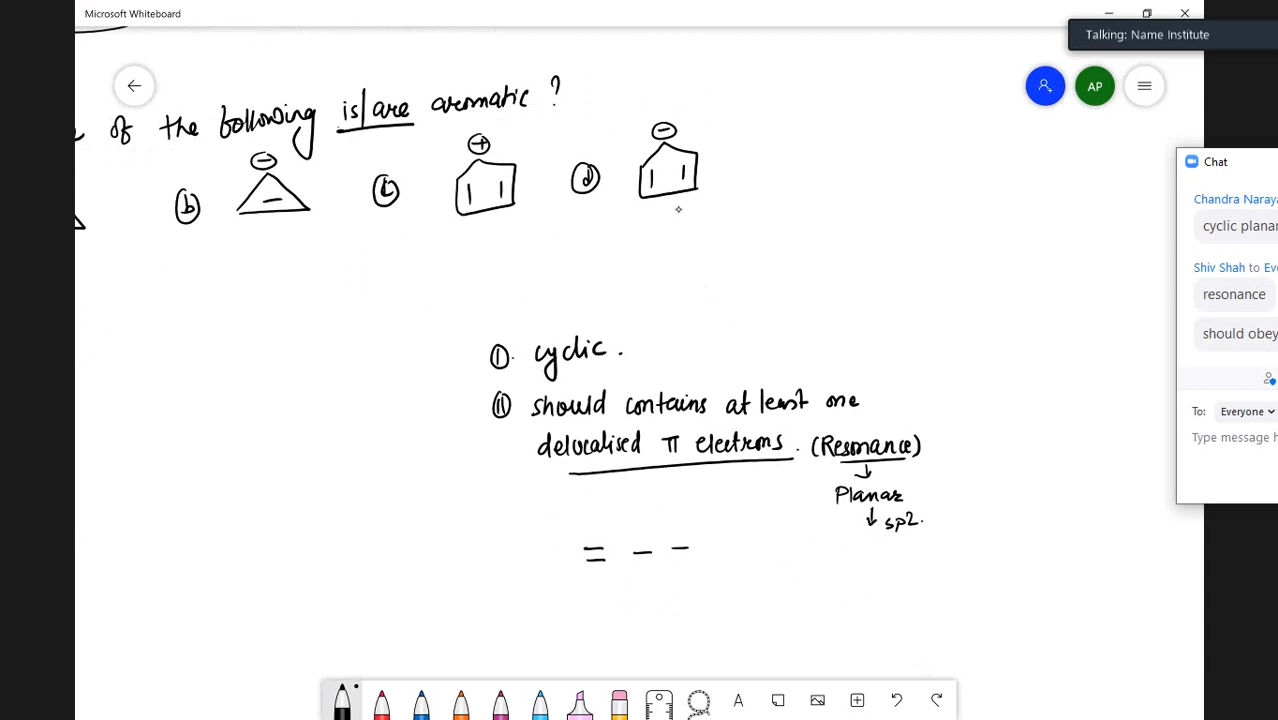 Microsoft Whiteboard
Talking: Name Institute
AP
of the following is/are aromatic ?
(b) ⊖
(c) ⊕
(d) ⊖
(i). cyclic.
(ii) should contains at least one
delocalised π electrons. (Resonance)
↓
Planar
↓ sp2.
= - -
Chat
Chandra Naraya
cyclic planar
Shiv Shah to Eve
resonance
should obey
To: Everyone
Type message h
A